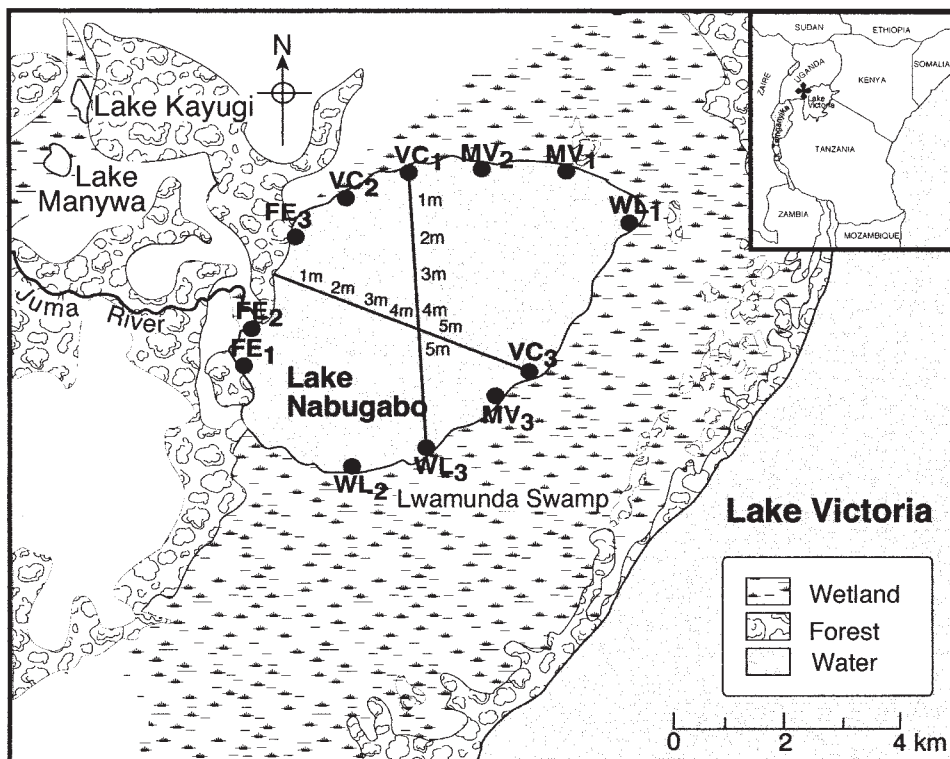 N
Lake Kayugi
Lake
Manywa
Juma River
VC1
VC2
MV2
MV1
FE3
WL1
1m
2m
3m
4m
5m
1m
2m
3m
4m
5m
FE2
FE1
Lake
Nabugabo
VC3
MV3
WL3
WL2
Lwamunda Swamp
Lake Victoria
Wetland
Forest
Water
0 2 4 km
SUDAN
ETHIOPIA
SOMALIA
UGANDA
ZAIRE
KENYA
Lake
Victoria
TANZANIA
ZAMBIA
MOZAMBIQUE